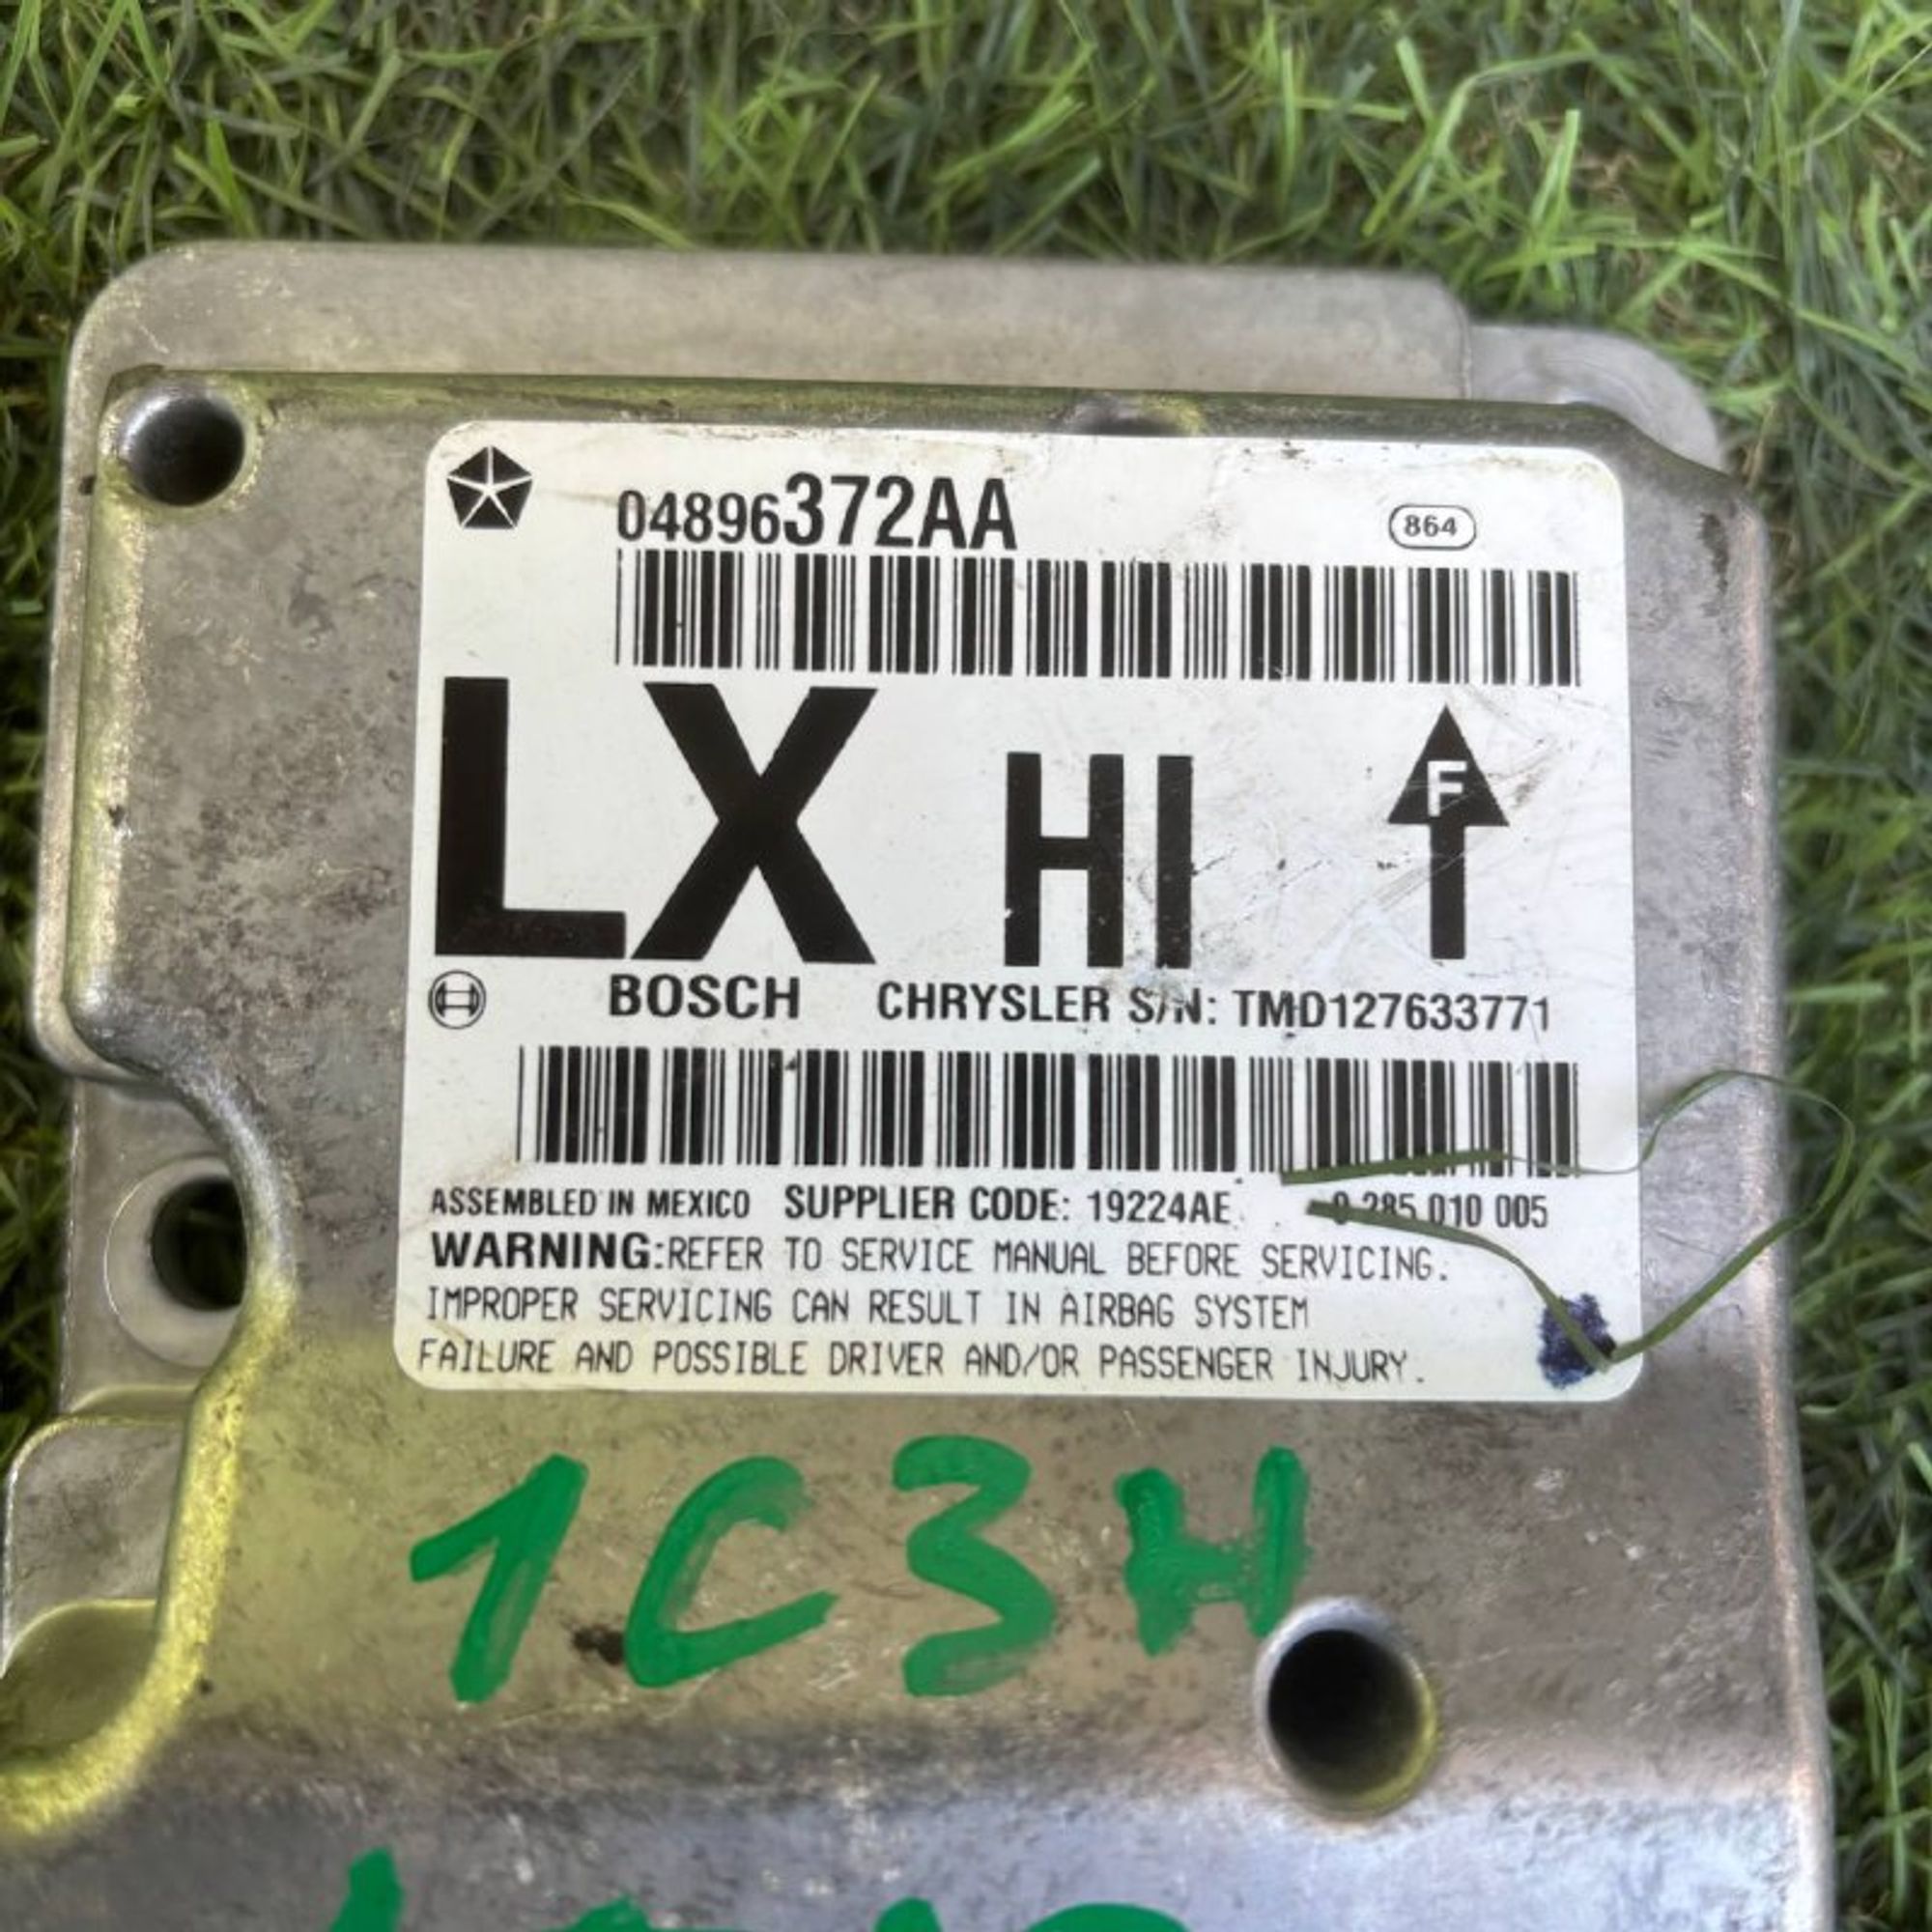 04896372AA 864
LX HI F
BOSCH CHRYSLER S/N: TMD127633771
ASSEMBLED IN MEXICO SUPPLIER CODE: 19224AE 0 285 010 005
WARNING:REFER TO SERVICE MANUAL BEFORE SERVICING.
IMPROPER SERVICING CAN RESULT IN AIRBAG SYSTEM
FAILURE AND POSSIBLE DRIVER AND/OR PASSENGER INJURY.
1C3H